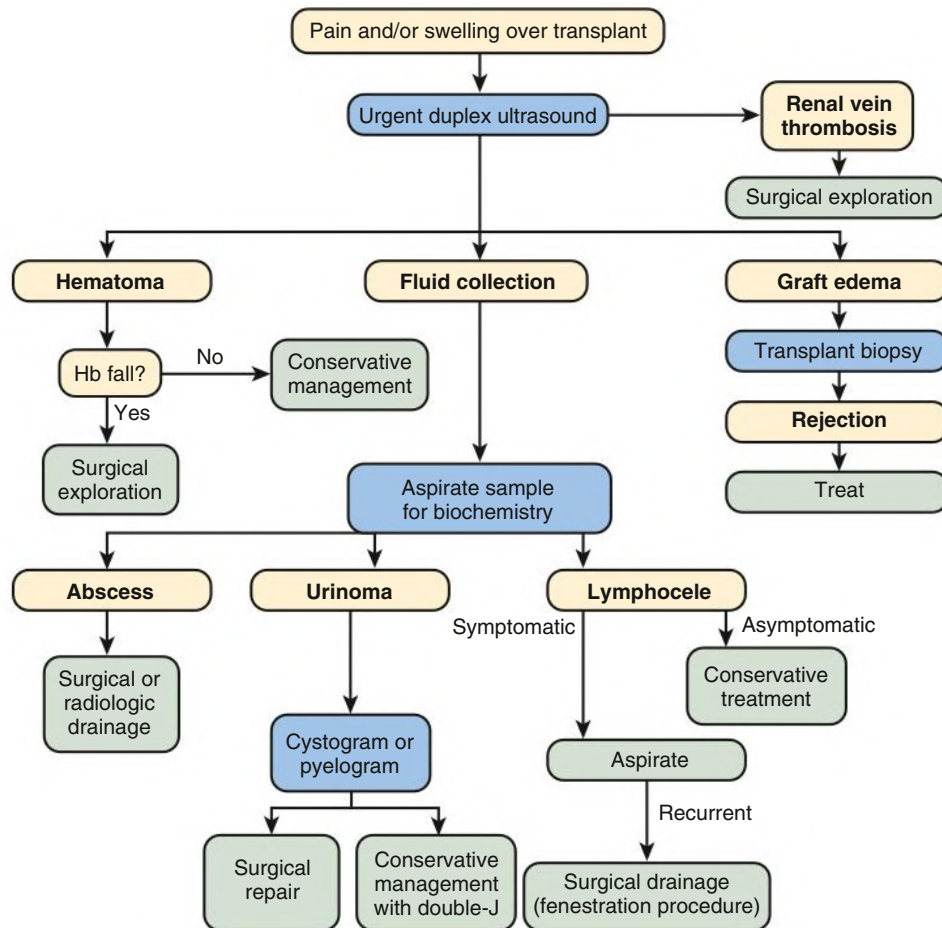 Pain and/or swelling over transplant
Urgent duplex ultrasound
Renal vein
thrombosis
Surgical exploration
Hematoma
Fluid collection
Graft edema
Hb fall?
No
Conservative
management
Transplant biopsy
Yes
Rejection
Surgical
exploration
Aspirate sample
for biochemistry
Treat
Abscess
Urinoma
Lymphocele
Symptomatic
Asymptomatic
Surgical or
radiologic
drainage
Conservative
treatment
Cystogram or
pyelogram
Aspirate
Recurrent
Surgical
repair
Conservative
management
with double-J
Surgical drainage
(fenestration procedure)